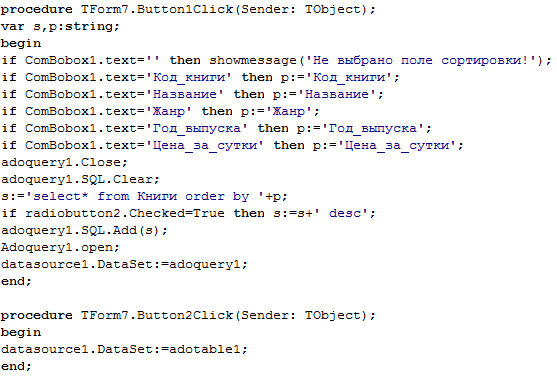 procedure TForm7.Button1Click(Sender: TObject);
var s,p:string;
begin
if ComBobox1.text='' then showmessage('Не выбрано поле сортировки!');
if ComBobox1.text='Код_книги' then p:='Код_книги';
if ComBobox1.text='Название' then p:='Название';
if ComBobox1.text='Жанр' then p:='Жанр';
if ComBobox1.text='Год_выпуска' then p:='Год_выпуска';
if ComBobox1.text='Цена_за_сутки' then p:='Цена_за_сутки';
adoquery1.Close;
adoquery1.SQL.Clear;
s:='select* from Книги order by '+p;
if radiobutton2.Checked=True then s:=s+' desc';
adoquery1.SQL.Add(s);
Adoquery1.open;
datasource1.DataSet:=adoquery1;
end;
procedure TForm7.Button2Click(Sender: TObject);
begin
datasource1.DataSet:=adotable1;
end;